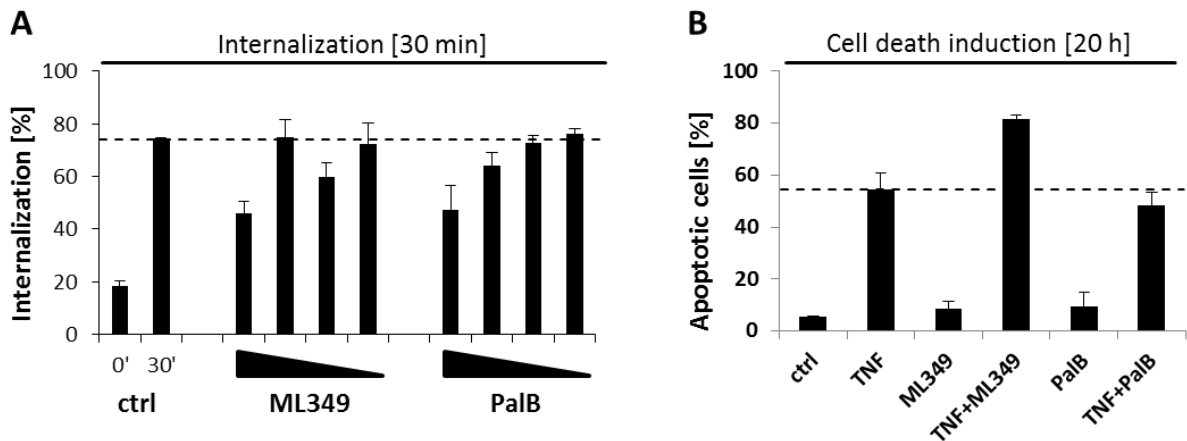 A
Internalization [30 min]
Internalization [%]
100
80
60
40
20
0
0' 30'
ctrl ML349 PalB
B
Cell death induction [20 h]
Apoptotic cells [%]
100
80
60
40
20
0
ctrl
TNF
ML349
TNF+ML349
PalB
TNF+PalB